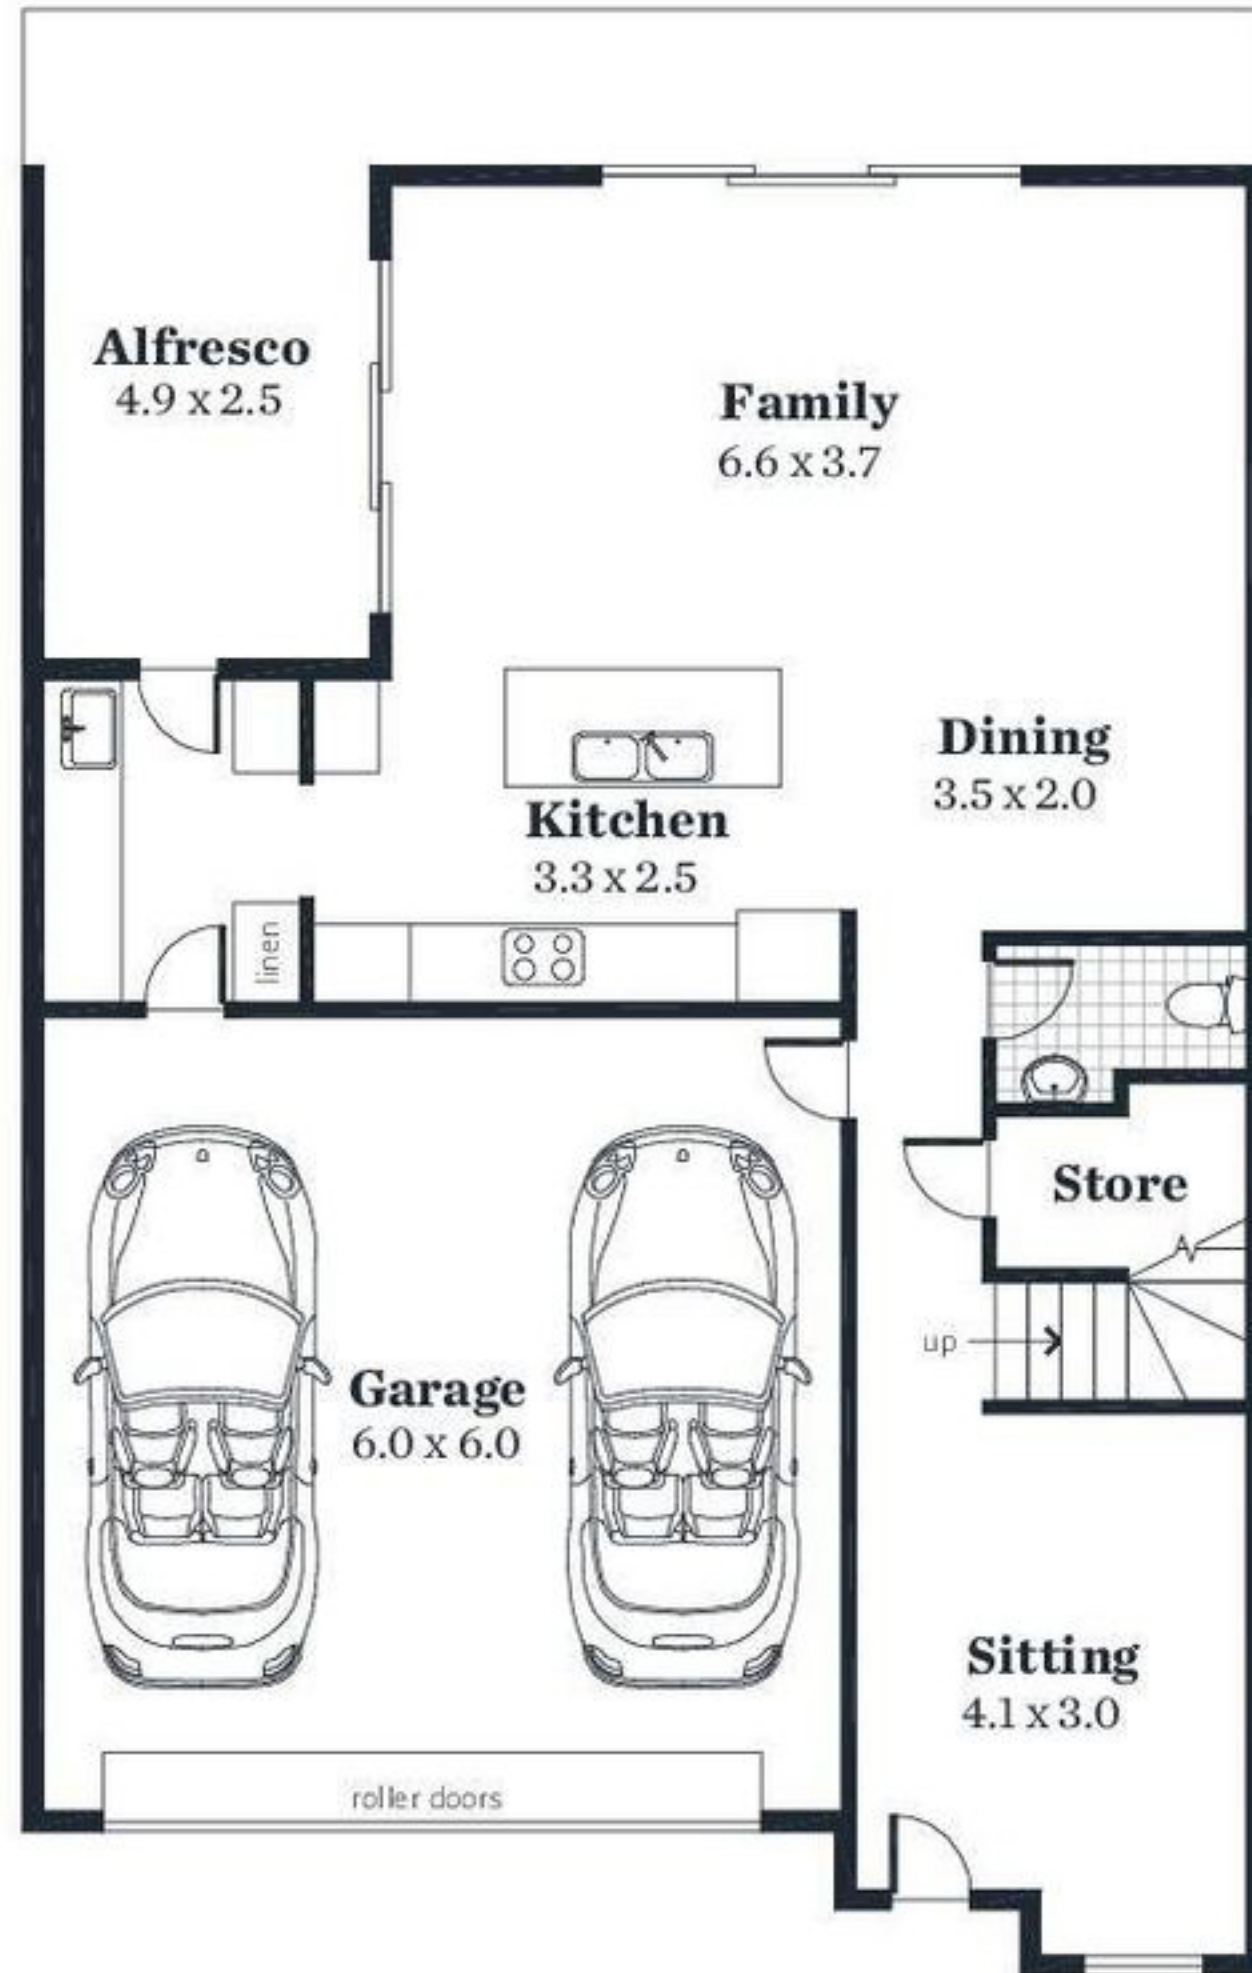 Alfresco
4.9 x 2.5
Family
6.6 x 3.7
Dining
3.5 x 2.0
Kitchen
3.3 x 2.5
linen
Store
up
Garage
6.0 x 6.0
Sitting
4.1 x 3.0
roller doors